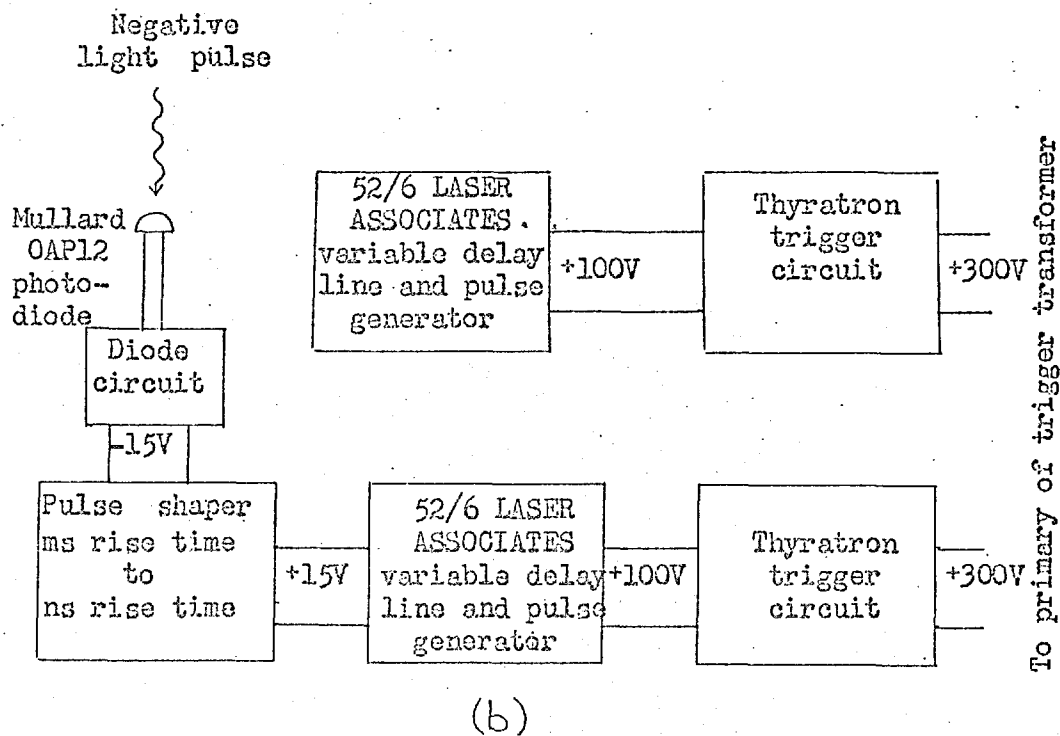 Negative
light pulse
Mullard
OAP12
photo-
diode
Diode
circuit
-15V
Pulse shaper
ms rise time
to
ns rise time
+15V
52/6 LASER
ASSOCIATES.
variable delay
line and pulse
generator
+100V
Thyratron
trigger
circuit
+300V
52/6 LASER
ASSOCIATES
variable delay
line and pulse
generator
+100V
Thyratron
trigger
circuit
+300V
To primary of trigger transformer
(b)